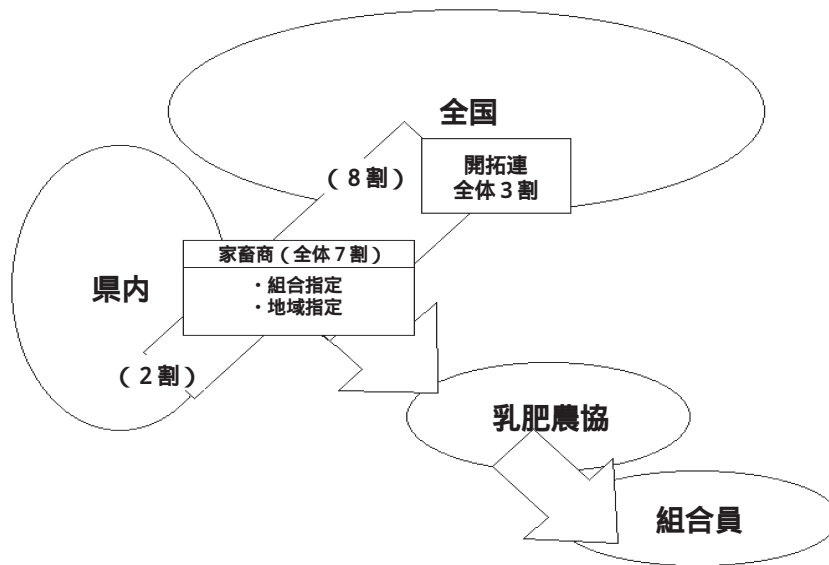 全国
(8割)
開拓連
全体3割
家畜商(全体7割)
・組合指定
・地域指定
県内
(2割)
乳肥農協
組合員